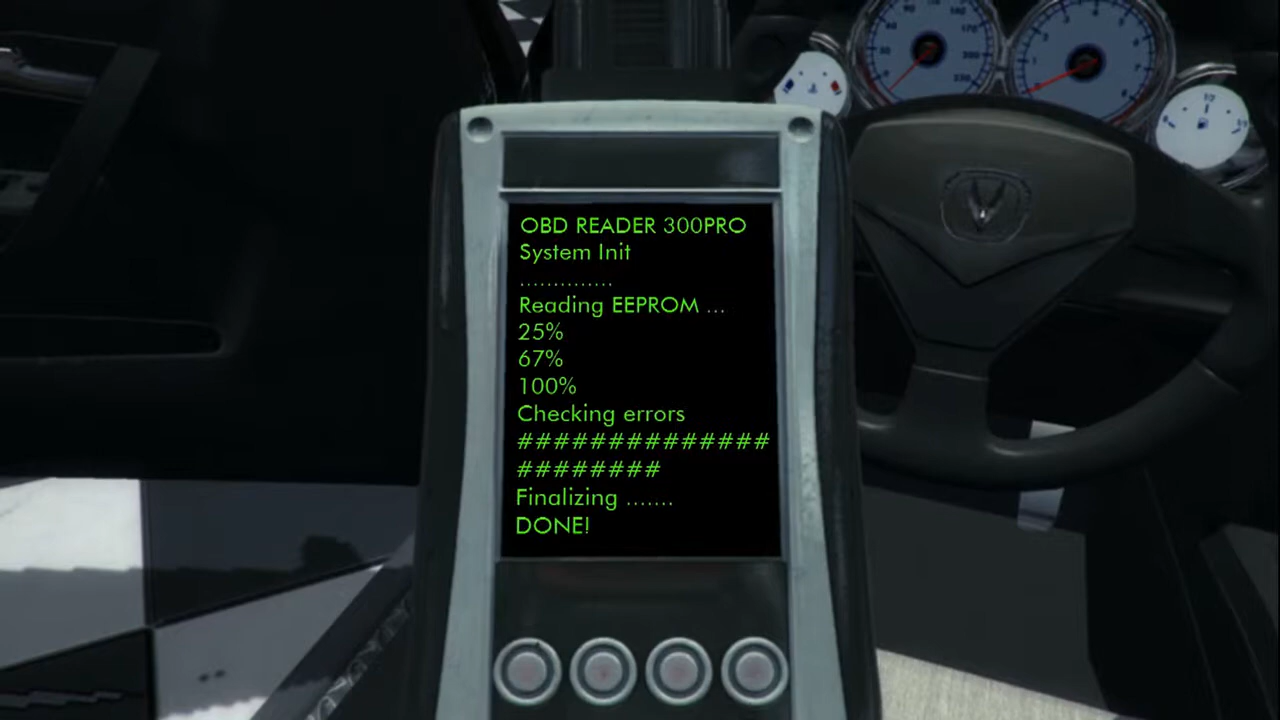 OBD READER 300PRO
System Init
..............
Reading EEPROM ...
25%
67%
100%
Checking errors
##############
########
Finalizing .......
DONE!